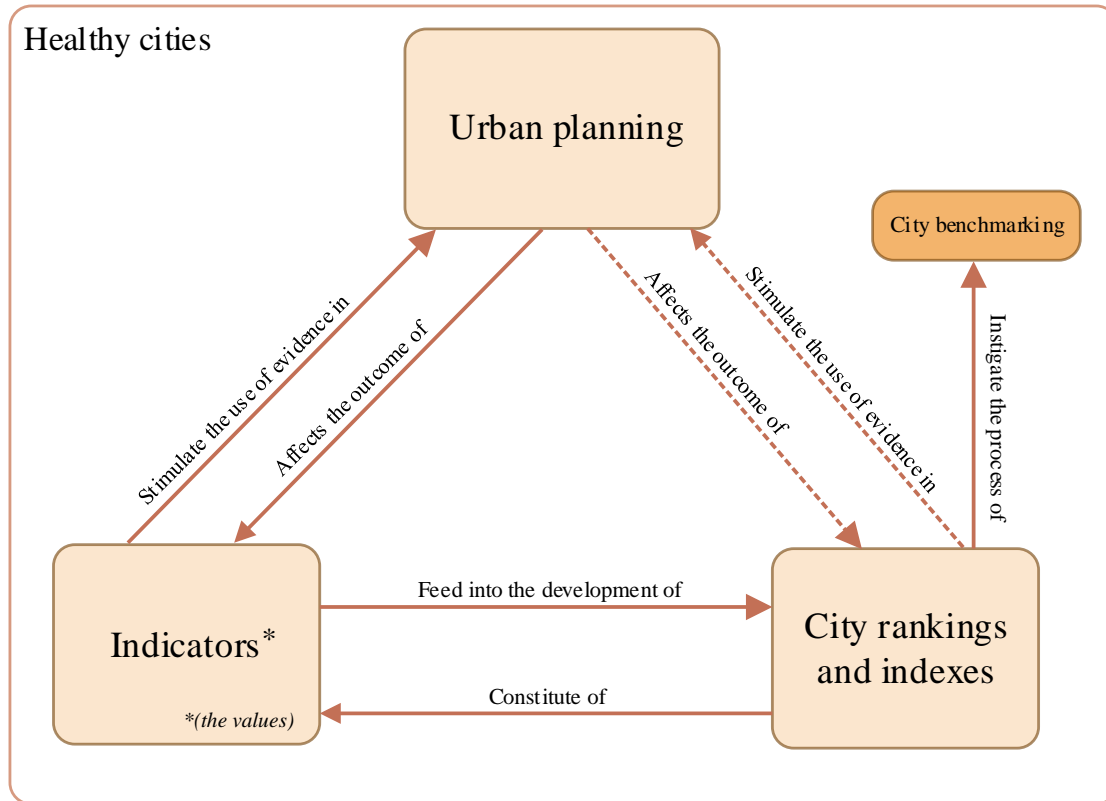 Healthy cities
Urban planning
City benchmarking
Stimulate the use of evidence in
Affects the outcome of
Affects the outcome of
Stimulate the use of evidence in
Instigate the process of
Indicators*
*(the values)
Feed into the development of
Constitute of
City rankings
and indexes